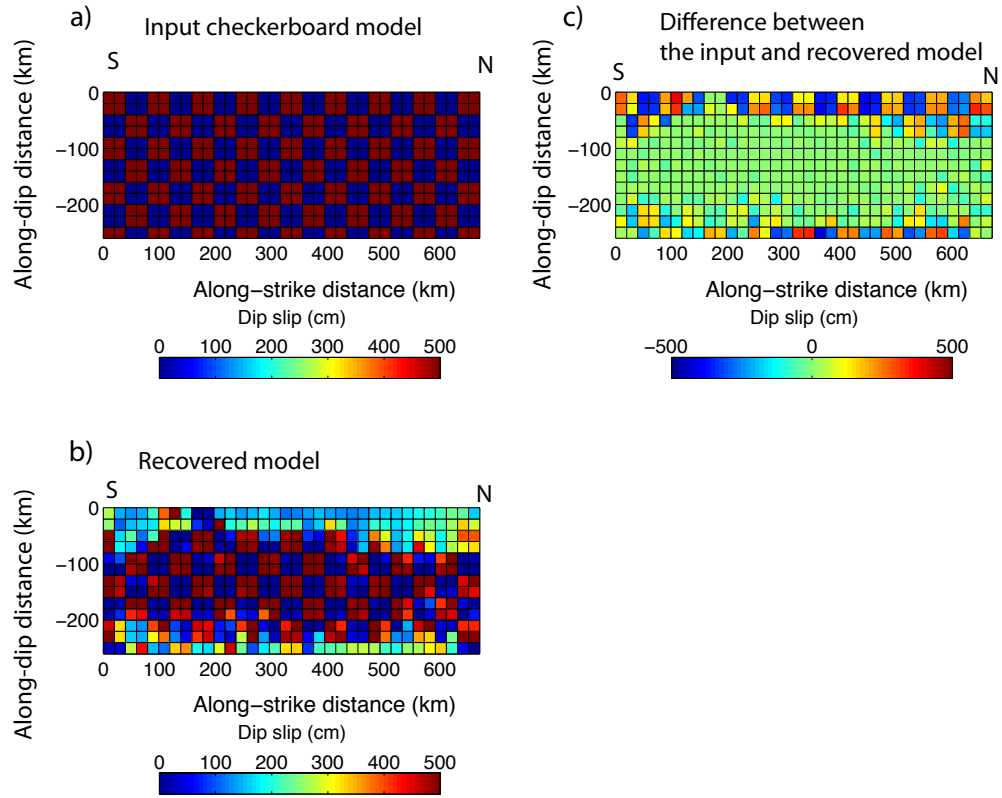 a)
Input checkerboard model
S
N
Along-dip distance (km)
0
−100
−200
0 100 200 300 400 500 600
Along−strike distance (km)
Dip slip (cm)
0 100 200 300 400 500
c)
Difference between
the input and recovered model
S
N
Along-dip distance (km)
0
−100
−200
0 100 200 300 400 500 600
Along−strike distance (km)
Dip slip (cm)
−500 0 500
b)
Recovered model
S
N
Along-dip distance (km)
0
−100
−200
0 100 200 300 400 500 600
Along−strike distance (km)
Dip slip (cm)
0 100 200 300 400 500